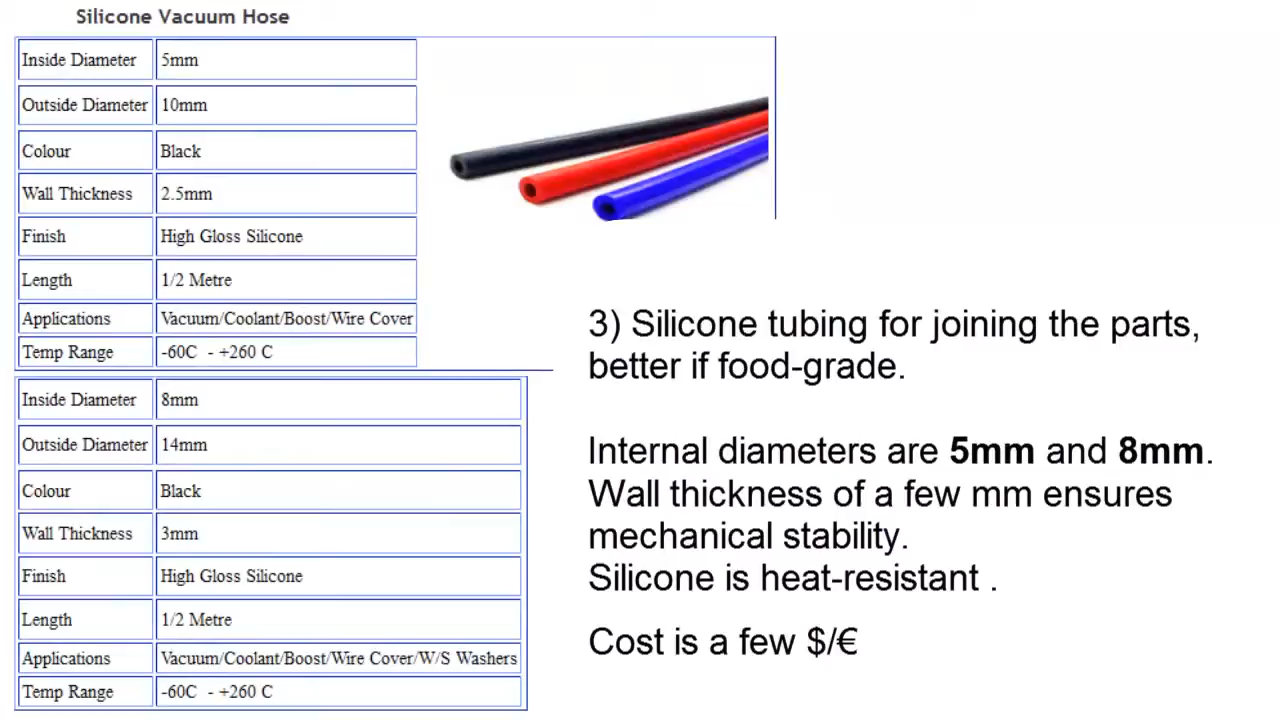 Silicone Vacuum Hose
Inside Diameter 5mm
Outside Diameter 10mm
Colour Black
Wall Thickness 2.5mm
Finish High Gloss Silicone
Length 1/2 Metre
Applications Vacuum/Coolant/Boost/Wire Cover
Temp Range -60C - +260 C
Inside Diameter 8mm
Outside Diameter 14mm
Colour Black
Wall Thickness 3mm
Finish High Gloss Silicone
Length 1/2 Metre
Applications Vacuum/Coolant/Boost/Wire Cover/W/S Washers
Temp Range -60C - +260 C
3) Silicone tubing for joining the parts,
better if food-grade.
Internal diameters are 5mm and 8mm.
Wall thickness of a few mm ensures
mechanical stability.
Silicone is heat-resistant .
Cost is a few $/€